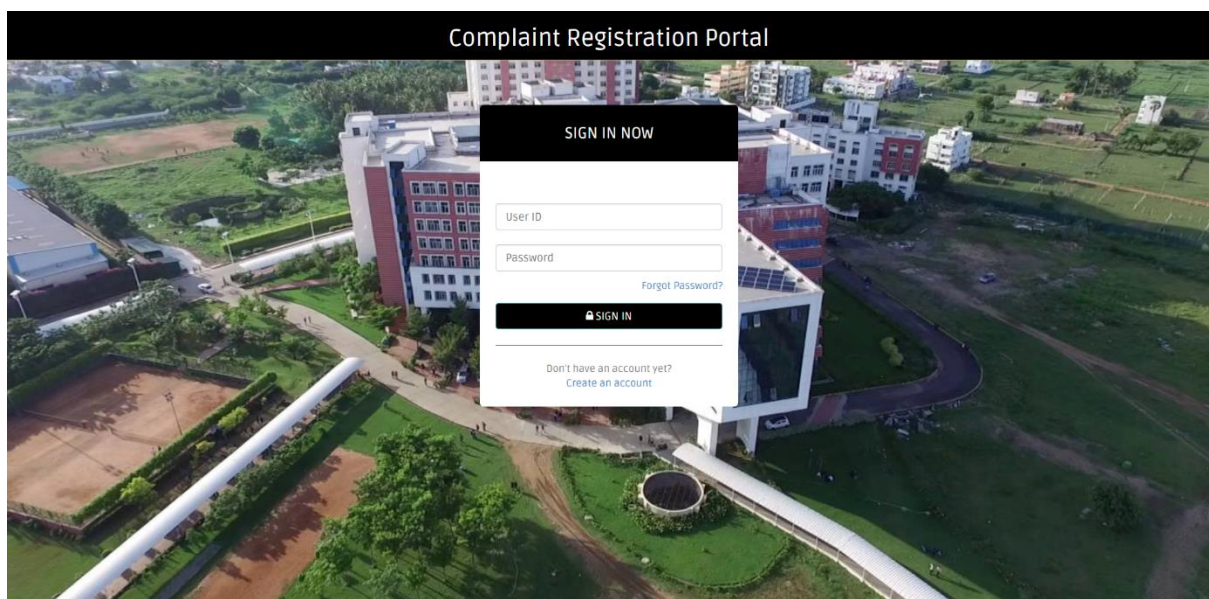 Complaint Registration Portal
SIGN IN NOW
User ID
Password
Forgot Password?
SIGN IN
Don't have an account yet?
Create an account